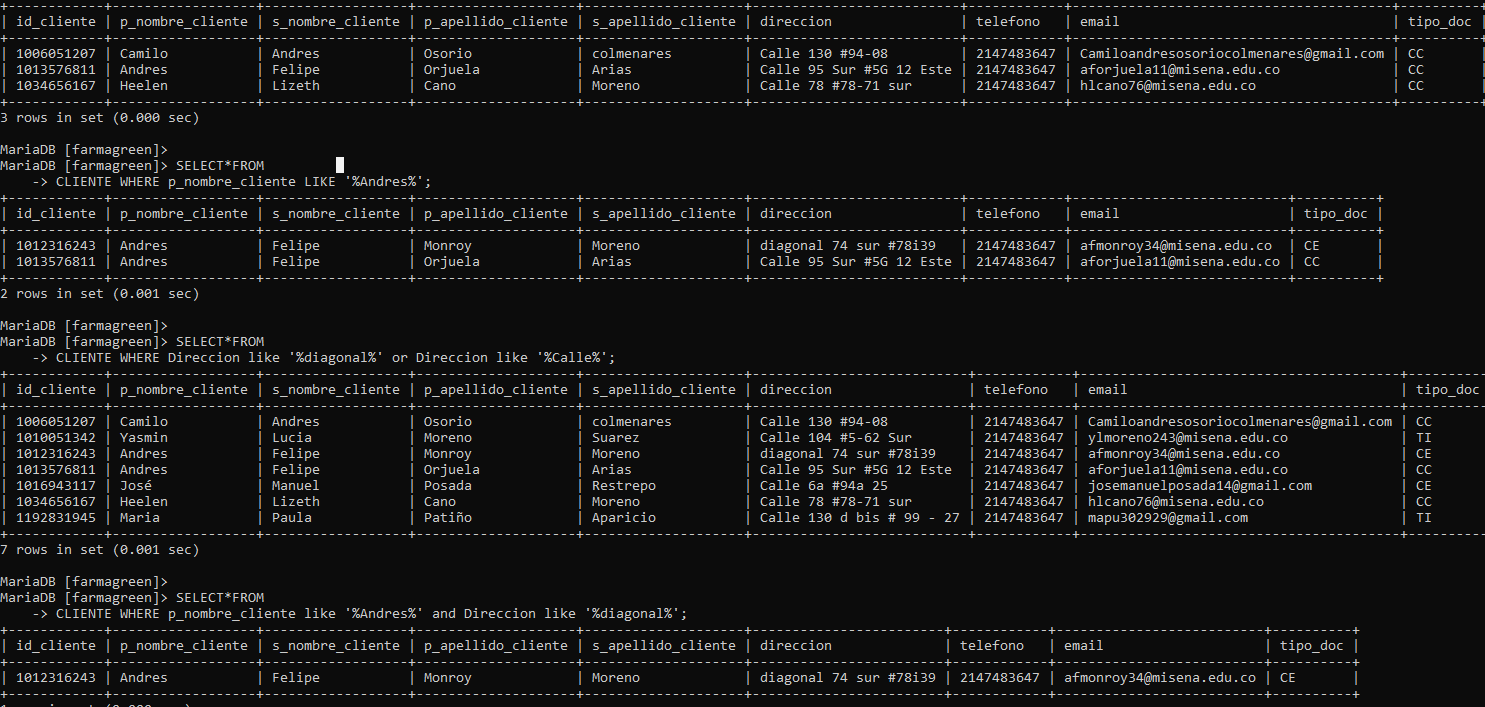 | id_cliente | p_nombre_cliente | s_nombre_cliente | p_apellido_cliente | s_apellido_cliente | direccion | telefono | email | tipo_doc |
| 1006051207 | Camilo | Andres | Osorio | colmenares | Calle 130 #94-08 | 2147483647 | Camiloandresosoriocolmenares@gmail.com | CC
| 1013576811 | Andres | Felipe | Orjuela | Arias | Calle 95 Sur #5G 12 Este | 2147483647 | aforjuela11@misena.edu.co | CC
| 1034656167 | Heelen | Lizeth | Cano | Moreno | Calle 78 #78-71 sur | 2147483647 | hlcano76@misena.edu.co | CC
3 rows in set (0.000 sec)
MariaDB [farmagreen]>
MariaDB [farmagreen]> SELECT*FROM
-> CLIENTE WHERE p_nombre_cliente LIKE '%Andres%';
| id_cliente | p_nombre_cliente | s_nombre_cliente | p_apellido_cliente | s_apellido_cliente | direccion | telefono | email | tipo_doc |
| 1012316243 | Andres | Felipe | Monroy | Moreno | diagonal 74 sur #78i39 | 2147483647 | afmonroy34@misena.edu.co | CE |
| 1013576811 | Andres | Felipe | Orjuela | Arias | Calle 95 Sur #5G 12 Este | 2147483647 | aforjuela11@misena.edu.co | CC |
2 rows in set (0.001 sec)
MariaDB [farmagreen]>
MariaDB [farmagreen]> SELECT*FROM
-> CLIENTE WHERE Direccion like '%diagonal%' or Direccion like '%Calle%';
| id_cliente | p_nombre_cliente | s_nombre_cliente | p_apellido_cliente | s_apellido_cliente | direccion | telefono | email | tipo_doc
| 1006051207 | Camilo | Andres | Osorio | colmenares | Calle 130 #94-08 | 2147483647 | Camiloandresosoriocolmenares@gmail.com | CC
| 1010051342 | Yasmin | Lucia | Moreno | Suarez | Calle 104 #5-62 Sur | 2147483647 | ylmoreno243@misena.edu.co | TI
| 1012316243 | Andres | Felipe | Monroy | Moreno | diagonal 74 sur #78i39 | 2147483647 | afmonroy34@misena.edu.co | CE
| 1013576811 | Andres | Felipe | Orjuela | Arias | Calle 95 Sur #5G 12 Este | 2147483647 | aforjuela11@misena.edu.co | CC
| 1016943117 | José | Manuel | Posada | Restrepo | Calle 6a #94a 25 | 2147483647 | josemanuelposada14@gmail.com | CE
| 1034656167 | Heelen | Lizeth | Cano | Moreno | Calle 78 #78-71 sur | 2147483647 | hlcano76@misena.edu.co | CC
| 1192831945 | Maria | Paula | Patiño | Aparicio | Calle 130 d bis # 99 - 27 | 2147483647 | mapu302929@gmail.com | TI
7 rows in set (0.001 sec)
MariaDB [farmagreen]>
MariaDB [farmagreen]> SELECT*FROM
-> CLIENTE WHERE p_nombre_cliente like '%Andres%' and Direccion like '%diagonal%';
| id_cliente | p_nombre_cliente | s_nombre_cliente | p_apellido_cliente | s_apellido_cliente | direccion | telefono | email | tipo_doc |
| 1012316243 | Andres | Felipe | Monroy | Moreno | diagonal 74 sur #78i39 | 2147483647 | afmonroy34@misena.edu.co | CE |